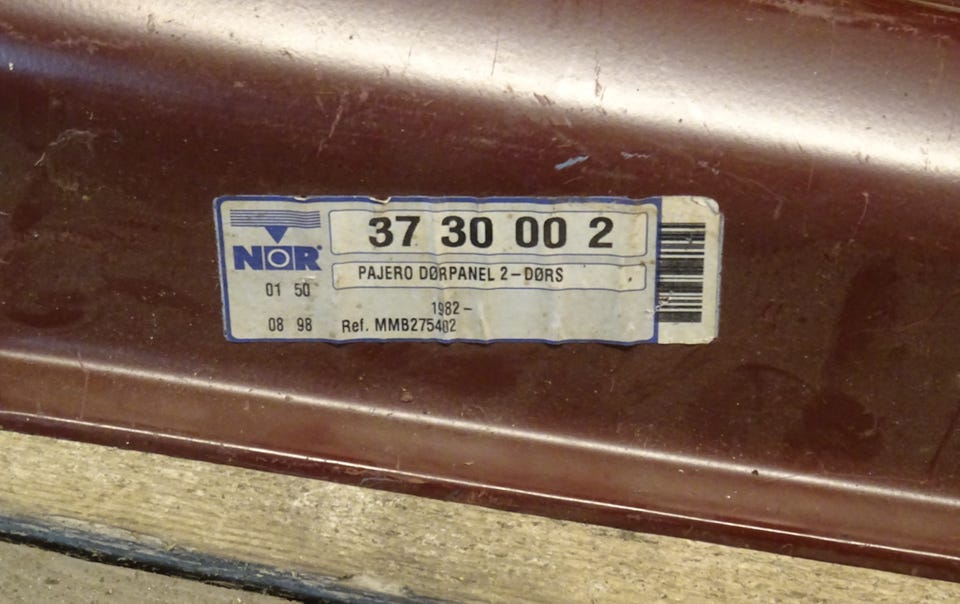 NOR®
37 30 00 2
PAJERO DØRPANEL 2-DØRS
01 50
1982-
08 98
Ref. MMB275402